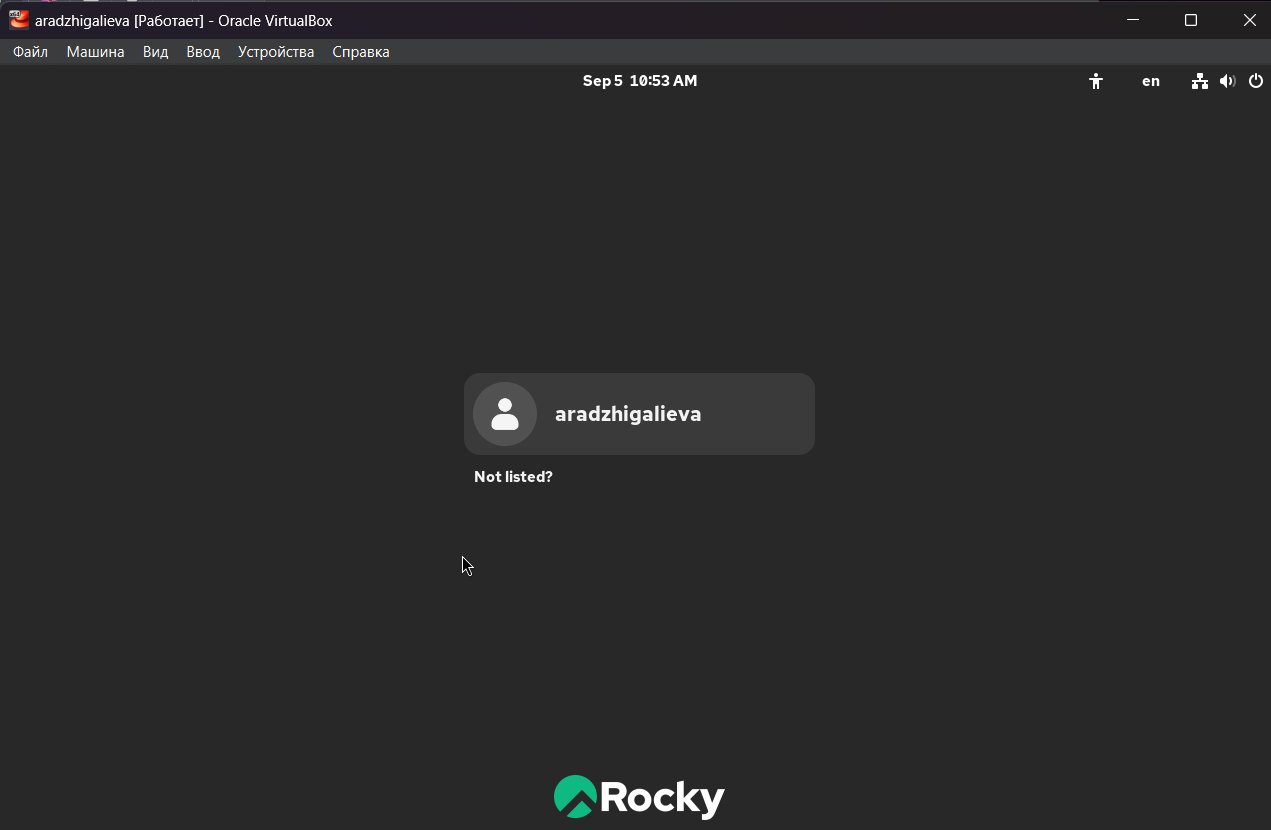 aradzhigalieva [Работает] - Oracle VirtualBox
Файл Машина Вид Ввод Устройства Справка
Sep 5 10:53 AM en
aradzhigalieva
Not listed?
Rocky